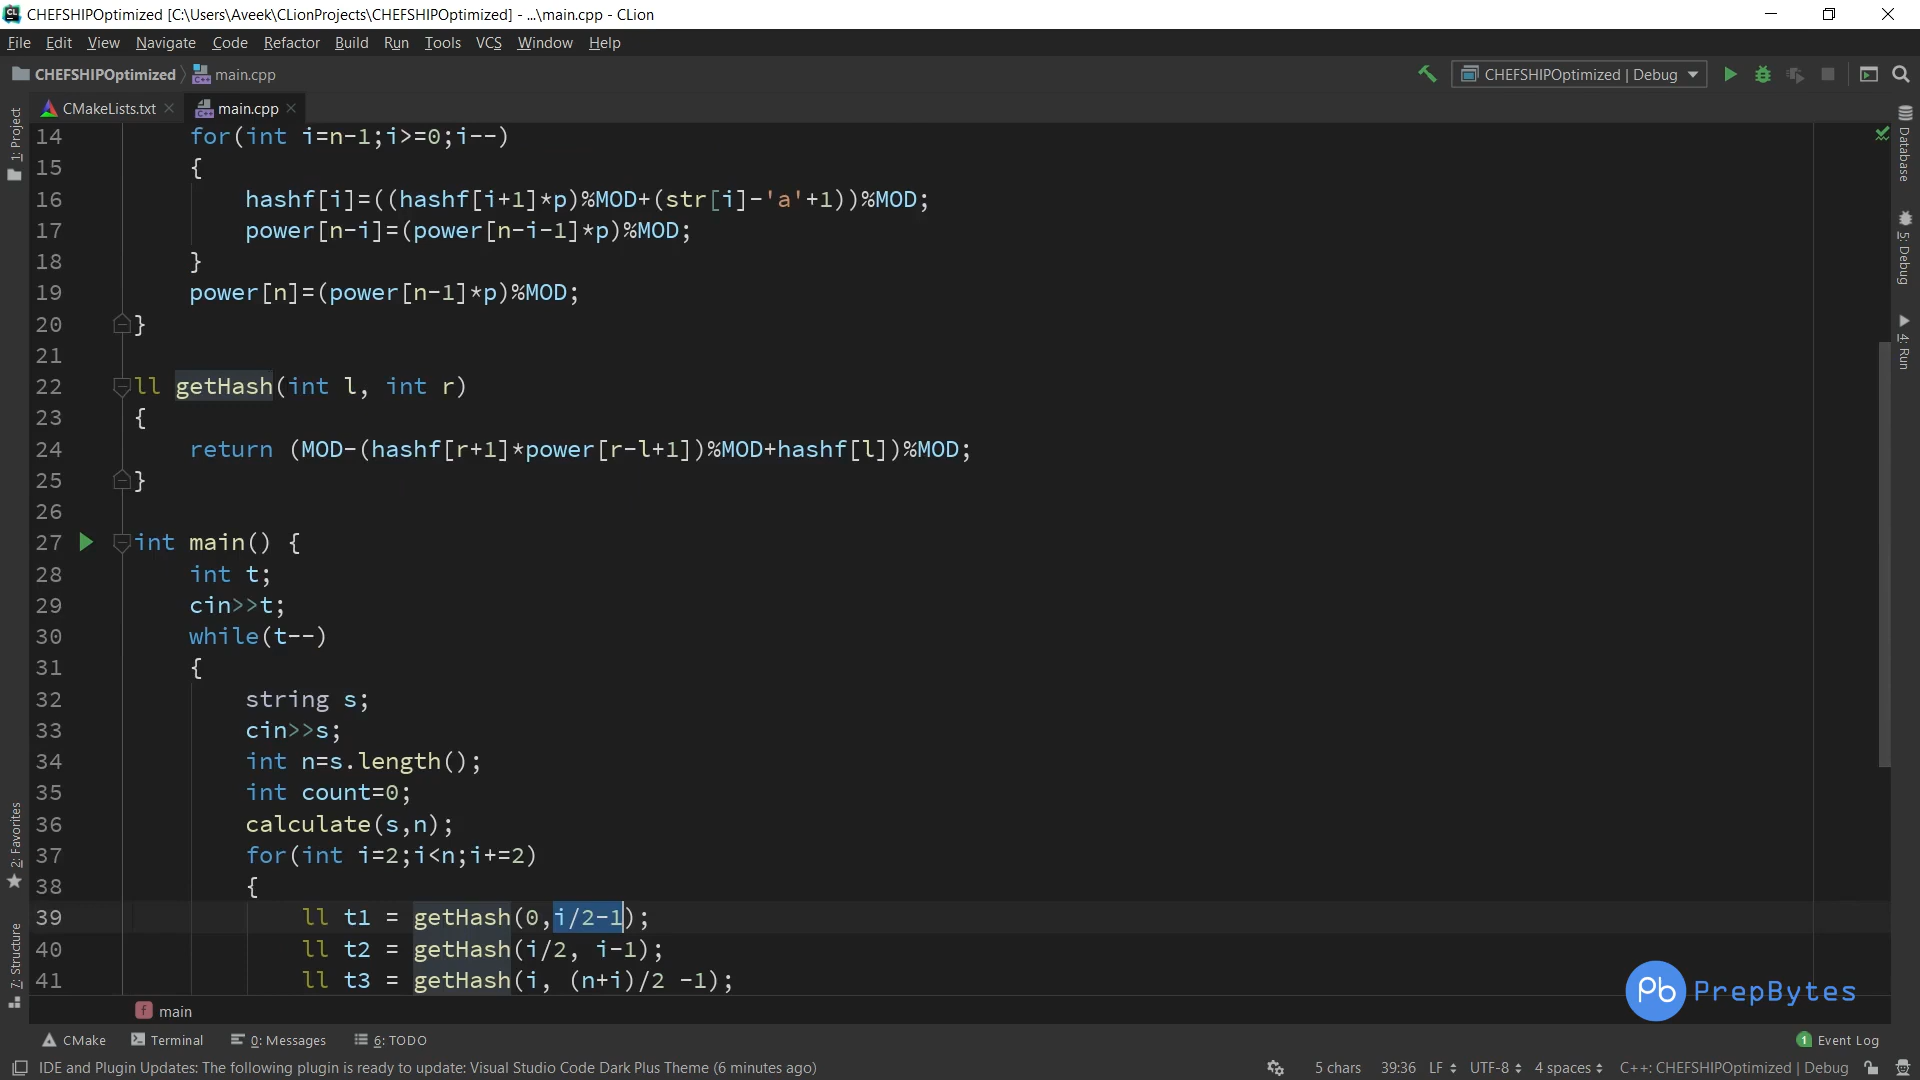 CHEFSHIPOptimized [C:\Users\Aveek\CLionProjects\CHEFSHIPOptimized] - ...\main.cpp - CLion
File Edit View Navigate Code Refactor Build Run Tools VCS Window Help
CHEFSHIPOptimized main.cpp CHEFSHIPOptimized | Debug
CMakeLists.txt main.cpp
1: Project
Database
5: Debug
4: Run
14 for(int i=n-1;i>=0;i--)
15 {
16 hashf[i]=((hashf[i+1]*p)%MOD+(str[i]-'a'+1))%MOD;
17 power[n-i]=(power[n-i-1]*p)%MOD;
18 }
19 power[n]=(power[n-1]*p)%MOD;
20 }
21
22 ll getHash(int l, int r)
23 {
24 return (MOD-(hashf[r+1]*power[r-l+1])%MOD+hashf[l])%MOD;
25 }
26
27 int main() {
28 int t;
29 cin>>t;
30 while(t--)
31 {
32 string s;
33 cin>>s;
34 int n=s.length();
35 int count=0;
36 calculate(s,n);
37 for(int i=2;i<n;i+=2)
38 {
39 ll t1 = getHash(0,i/2-1);
40 ll t2 = getHash(i/2, i-1);
41 ll t3 = getHash(i, (n+i)/2 -1);
2: Favorites
7: Structure
Pb PrepBytes
f main
CMake Terminal 0: Messages 6: TODO 1 Event Log
IDE and Plugin Updates: The following plugin is ready to update: Visual Studio Code Dark Plus Theme (6 minutes ago) 5 chars 39:36 LF UTF-8 4 spaces C++: CHEFSHIPOptimized | Debug